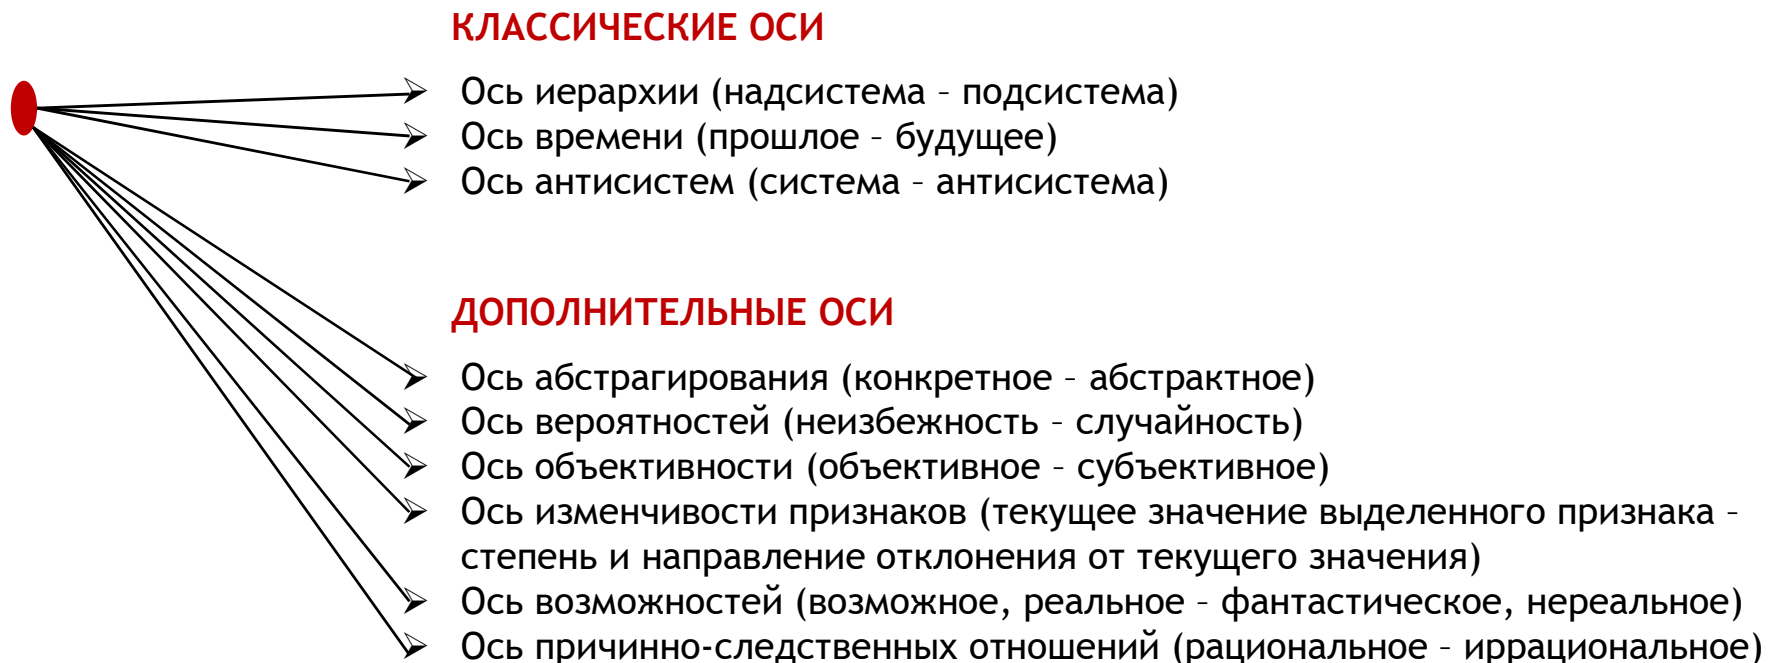 КЛАССИЧЕСКИЕ ОСИ
Ось иерархии (надсистема – подсистема)
Ось времени (прошлое – будущее)
Ось антисистем (система – антисистема)
ДОПОЛНИТЕЛЬНЫЕ ОСИ
Ось абстрагирования (конкретное – абстрактное)
Ось вероятностей (неизбежность – случайность)
Ось объективности (объективное – субъективное)
Ось изменчивости признаков (текущее значение выделенного признака –
степень и направление отклонения от текущего значения)
Ось возможностей (возможное, реальное – фантастическое, нереальное)
Ось причинно-следственных отношений (рациональное – иррациональное)